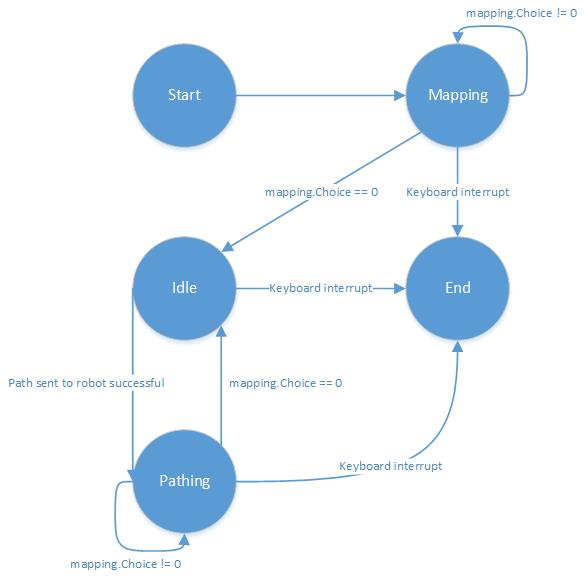 mapping.Choice != 0
Start
Mapping
mapping.Choice == 0
Keyboard interrupt
Idle
Keyboard interrupt
End
Path sent to robot successful
mapping.Choice == 0
Keyboard interrupt
Pathing
mapping.Choice != 0